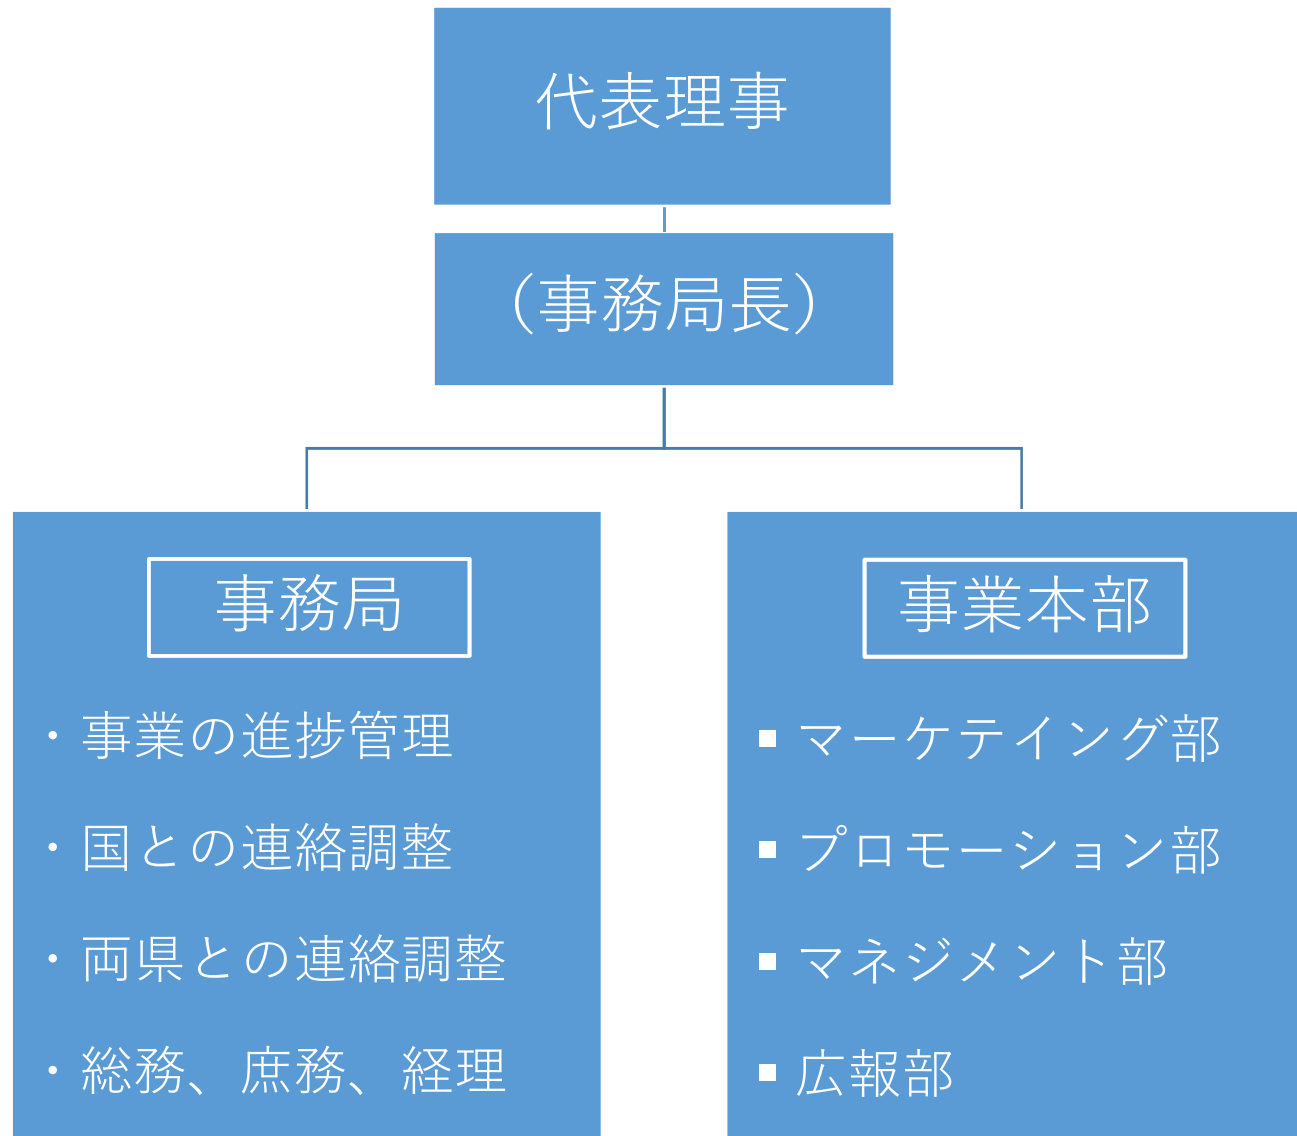 代表理事
（事務局長）
事務局
・事業の進捗管理
・国との連絡調整
・両県との連絡調整
・総務、庶務、経理
事業本部
▪ マーケテイング部
▪ プロモーション部
▪ マネジメント部
▪ 広報部